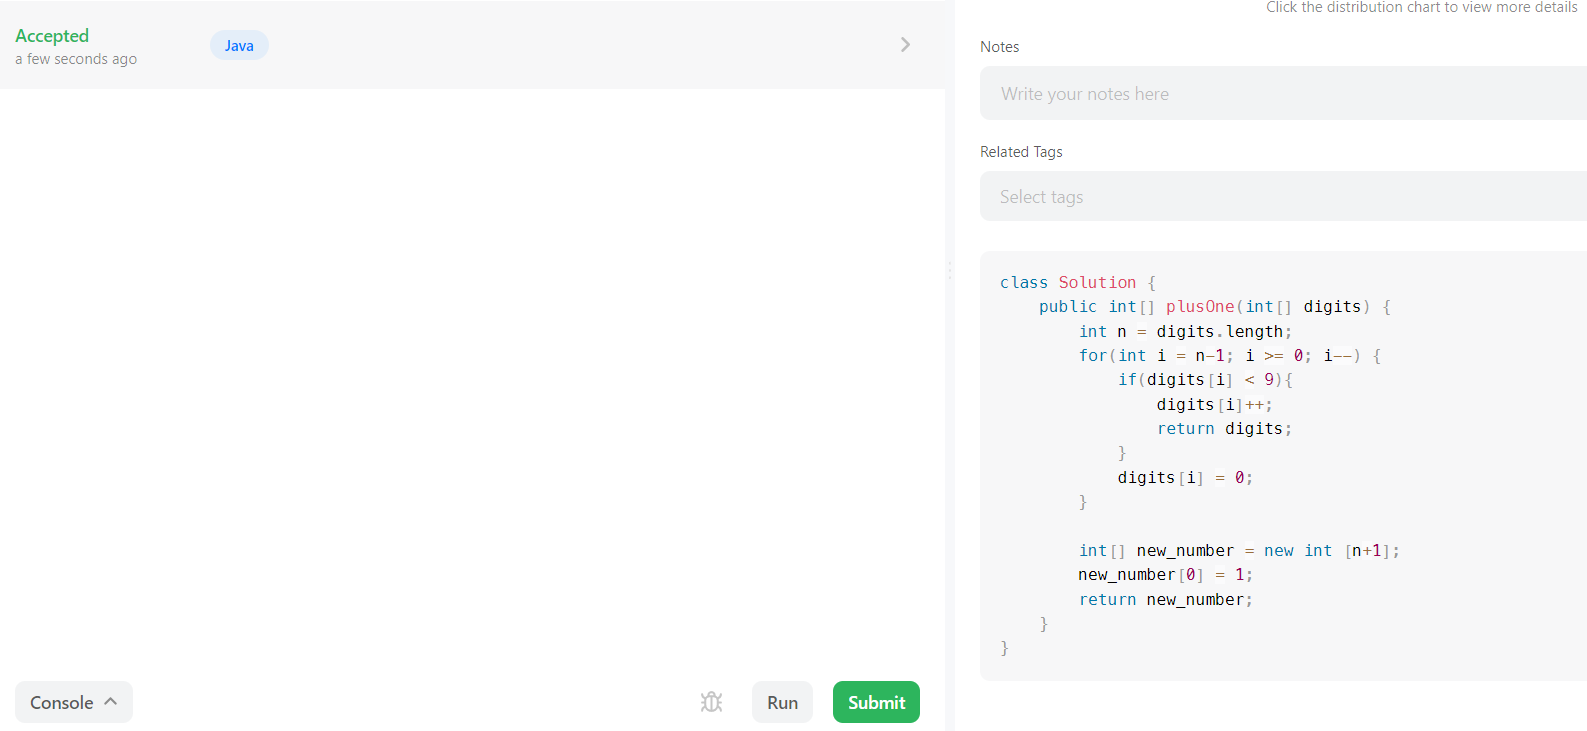 Accepted
a few seconds ago
Java
Console
Run
Submit
Click the distribution chart to view more details
Notes
Write your notes here
Related Tags
Select tags
class Solution {
    public int[] plusOne(int[] digits) {
        int n = digits.length;
        for(int i = n-1; i >= 0; i--) {
            if(digits[i] < 9){
                digits[i]++;
                return digits;
            }
            digits[i] = 0;
        }

        int[] new_number = new int [n+1];
        new_number[0] = 1;
        return new_number;
    }
}